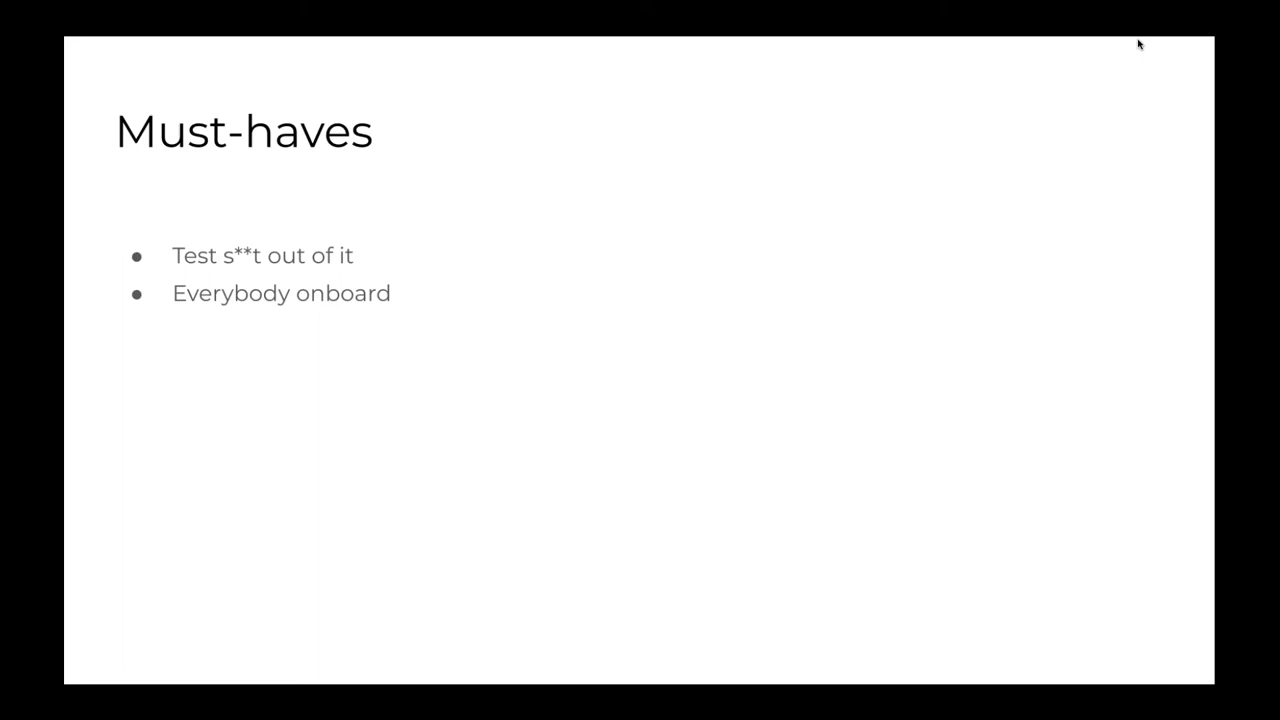 Must-haves
● Test s**t out of it
● Everybody onboard